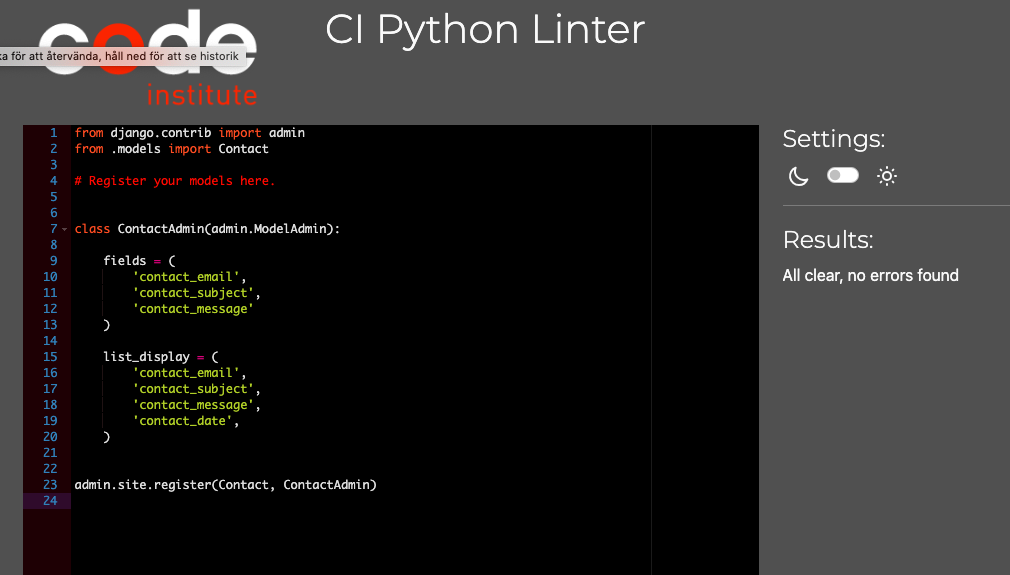 code
institute
CI Python Linter
ka för att återvända, håll ned för att se historik
1 from django.contrib import admin
2 from .models import Contact
3
4 # Register your models here.
5
6
7 class ContactAdmin(admin.ModelAdmin):
8
9     fields = (
10         'contact_email',
11         'contact_subject',
12         'contact_message'
13     )
14
15     list_display = (
16         'contact_email',
17         'contact_subject',
18         'contact_message',
19         'contact_date',
20     )
21
22
23 admin.site.register(Contact, ContactAdmin)
24
Settings:
Results:
All clear, no errors found